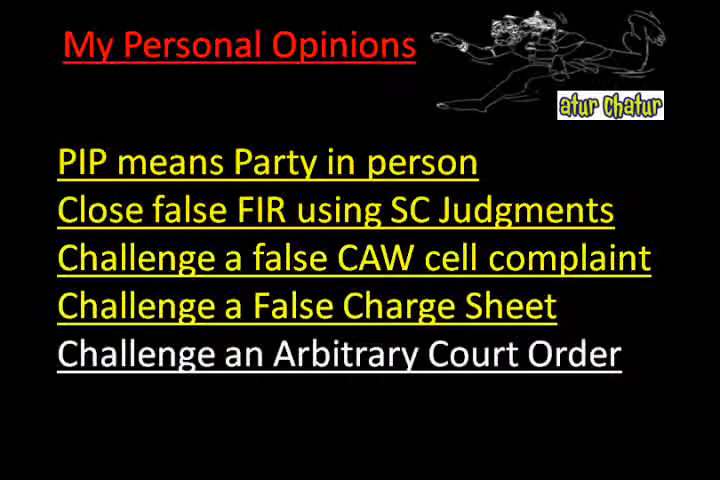 My Personal Opinions
atur chatur
PIP means Party in person
Close false FIR using SC Judgments
Challenge a false CAW cell complaint
Challenge a False Charge Sheet
Challenge an Arbitrary Court Order